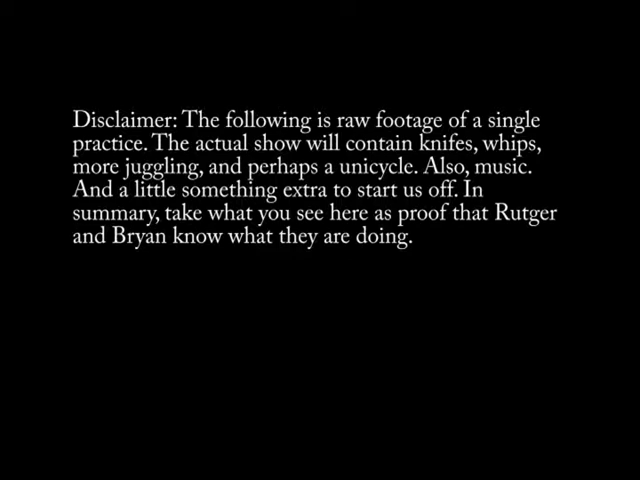 Disclaimer: The following is raw footage of a single
practice. The actual show will contain knifes, whips,
more juggling, and perhaps a unicycle. Also, music.
And a little something extra to start us off. In
summary, take what you see here as proof that Rutger
and Bryan know what they are doing.